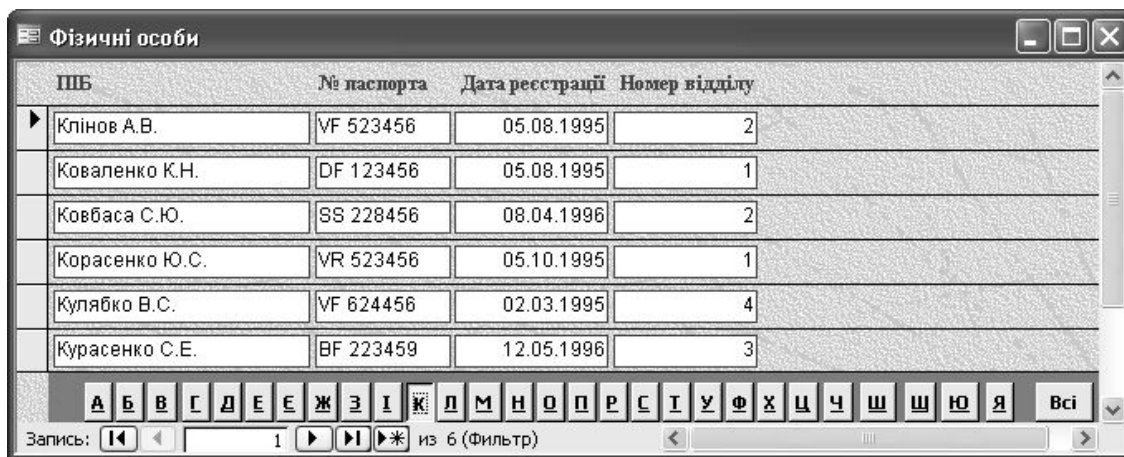 Фізичні особи
ПІБ № паспорта Дата реєстрації Номер відділу
Клінов А.В. VF 523456 05.08.1995 2
Коваленко К.Н. DF 123456 05.08.1995 1
Ковбаса С.Ю. SS 228456 08.04.1996 2
Корасенко Ю.С. VR 523456 05.10.1995 1
Кулябко В.С. VF 624456 02.03.1995 4
Курасенко С.Е. BF 223459 12.05.1996 3
А Б В Г Д Е Є Ж З І К Л М Н О П Р С Т У Ф Х Ц Ч Ш Ш Ю Я Всі
Запись: 1 из 6 (Фильтр)